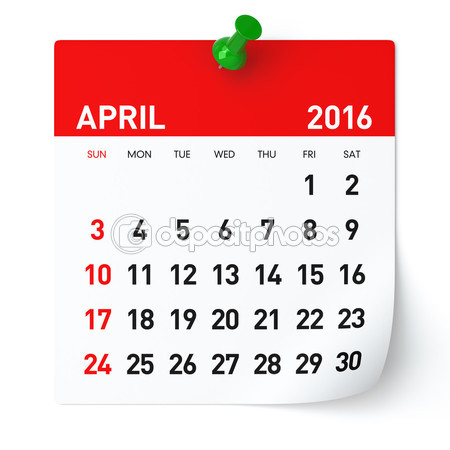 APRIL 2016
SUN MON TUE WED THU FRI SAT
1 2
3 4 5 6 7 8 9
depositphotos
10 11 12 13 14 15 16
17 18 19 20 21 22 23
24 25 26 27 28 29 30